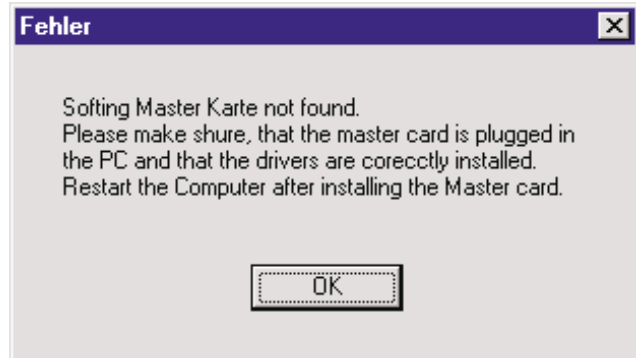 Fehler
Softing Master Karte not found.
Please make shure, that the master card is plugged in
the PC and that the drivers are corecctly installed.
Restart the Computer after installing the Master card.
OK